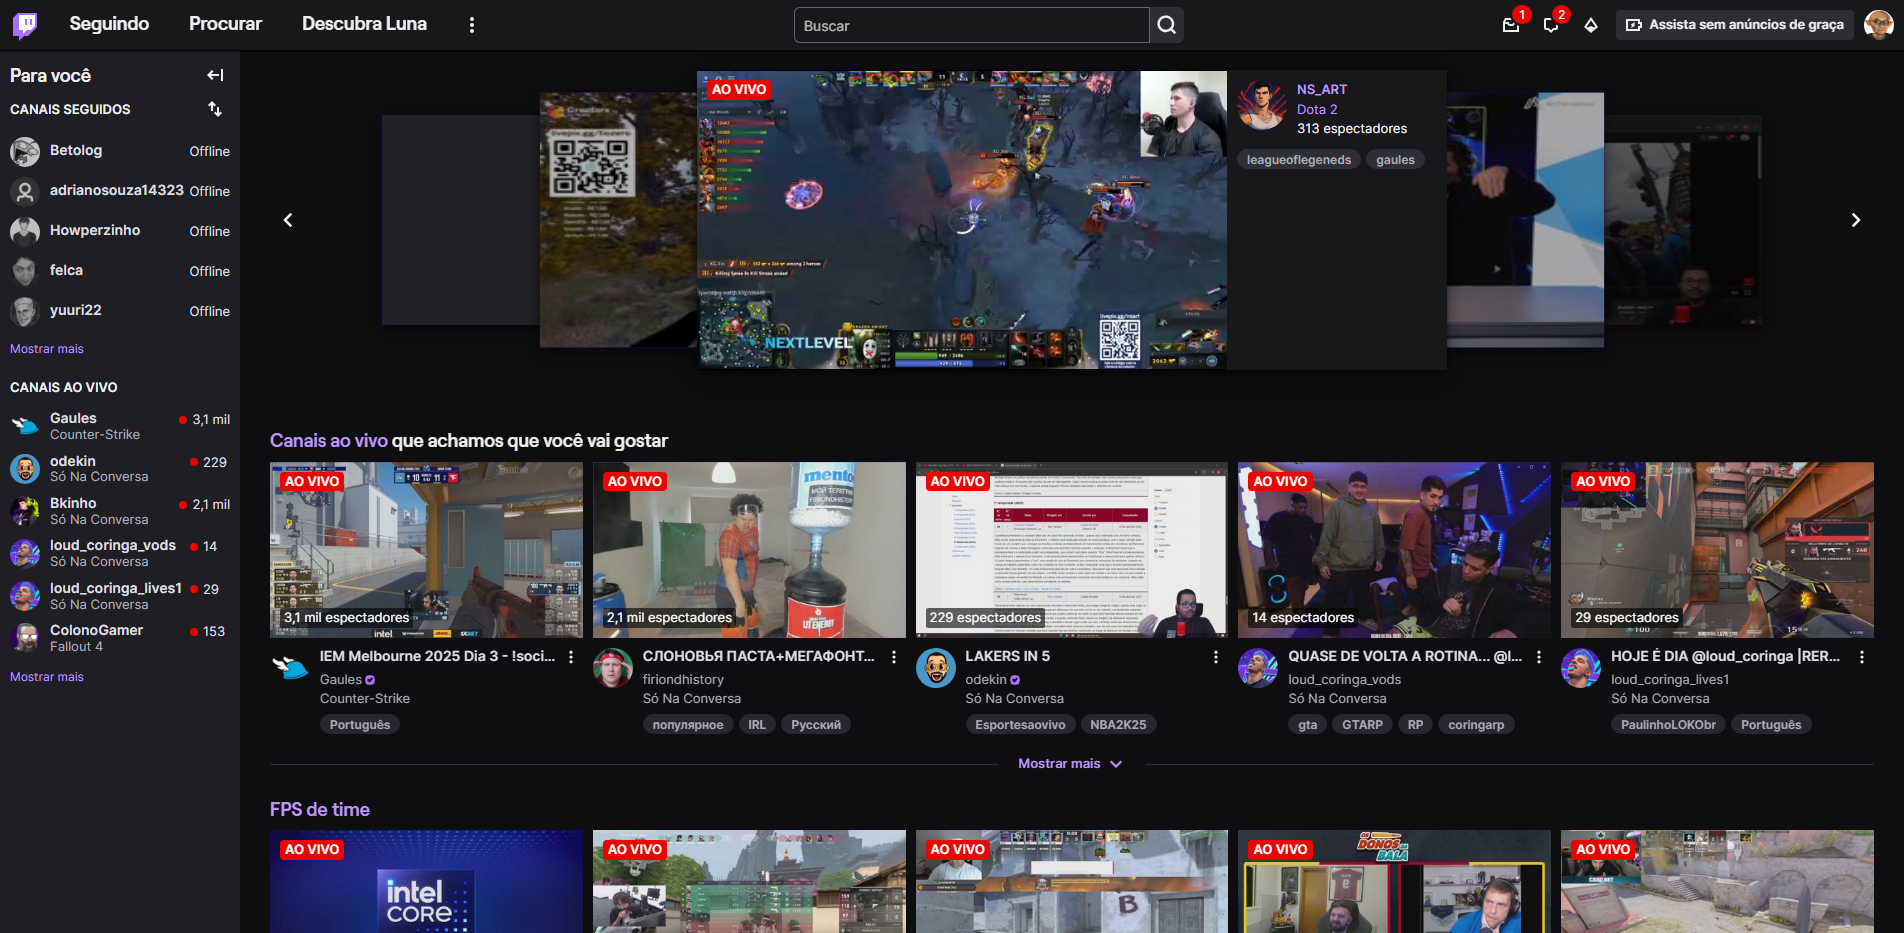 Seguindo
Procurar
Descubra Luna
Buscar
1
2
Assista sem anúncios de graça
Para você
CANAIS SEGUIDOS
Betolog
Offline
adrianosouza14323
Offline
Howperzinho
Offline
felca
Offline
yuuri22
Offline
Mostrar mais
CANAIS AO VIVO
Gaules
3,1 mil
Counter-Strike
odekin
229
Só Na Conversa
Bkinho
2,1 mil
Só Na Conversa
loud_coringa_vods
14
Só Na Conversa
loud_coringa_lives1
29
Só Na Conversa
ColonoGamer
153
Fallout 4
Mostrar mais
AO VIVO
NEXTLEVEL
NS_ART
Dota 2
313 espectadores
leagueoflegeneds
gaules
Canais ao vivo que achamos que você vai gostar
AO VIVO
3,1 mil espectadores
IEM Melbourne 2025 Dia 3 - !soci...
Gaules
Counter-Strike
Português
AO VIVO
mento
2,1 mil espectadores
СЛОНОВЬЯ ПАСТА+МЕГАФОНТ...
firiondhistory
Só Na Conversa
популярное
IRL
Русский
AO VIVO
229 espectadores
LAKERS IN 5
odekin
Só Na Conversa
Esportesaovivo
NBA2K25
AO VIVO
14 espectadores
QUASE DE VOLTA A ROTINA... @l...
loud_coringa_vods
Só Na Conversa
gta
GTARP
RP
coringarp
AO VIVO
29 espectadores
HOJE É DIA @loud_coringa |RER...
loud_coringa_lives1
Só Na Conversa
PaulinhoLOKObr
Português
Mostrar mais
FPS de time
AO VIVO
intel
CORE
AO VIVO
AO VIVO
B
AO VIVO
OS
DONOS DA
BALA
AO VIVO